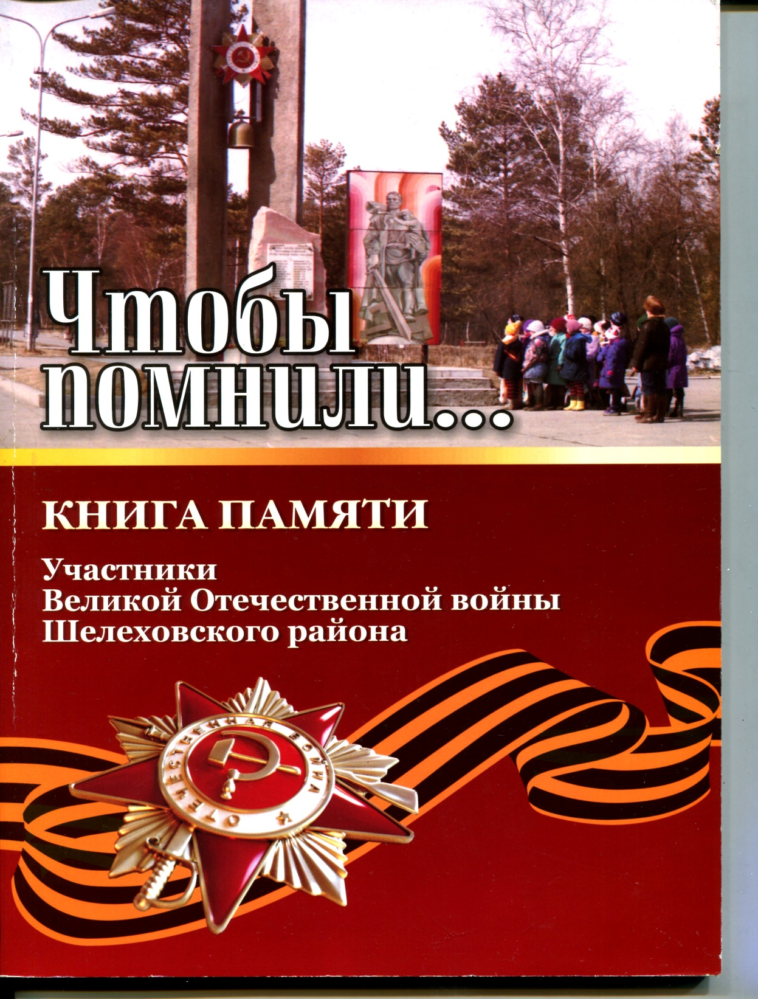 Чтобы
помнили...
КНИГА ПАМЯТИ
Участники
Великой Отечественной войны
Шелеховского района
ОТЕЧЕСТВЕННАЯ ВОЙНА